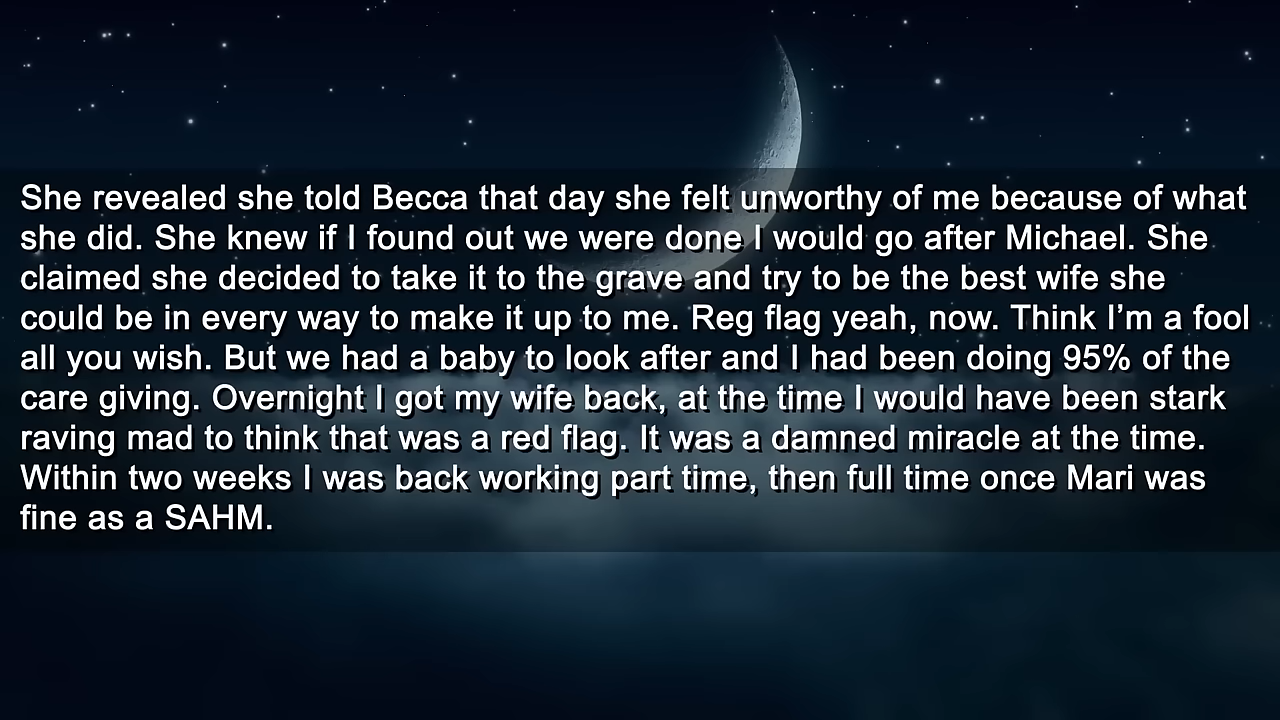 She revealed she told Becca that day she felt unworthy of me because of what
she did. She knew if I found out we were done I would go after Michael. She
claimed she decided to take it to the grave and try to be the best wife she
could be in every way to make it up to me. Reg flag yeah, now. Think I’m a fool
all you wish. But we had a baby to look after and I had been doing 95% of the
care giving. Overnight I got my wife back, at the time I would have been stark
raving mad to think that was a red flag. It was a damned miracle at the time.
Within two weeks I was back working part time, then full time once Mari was
fine as a SAHM.